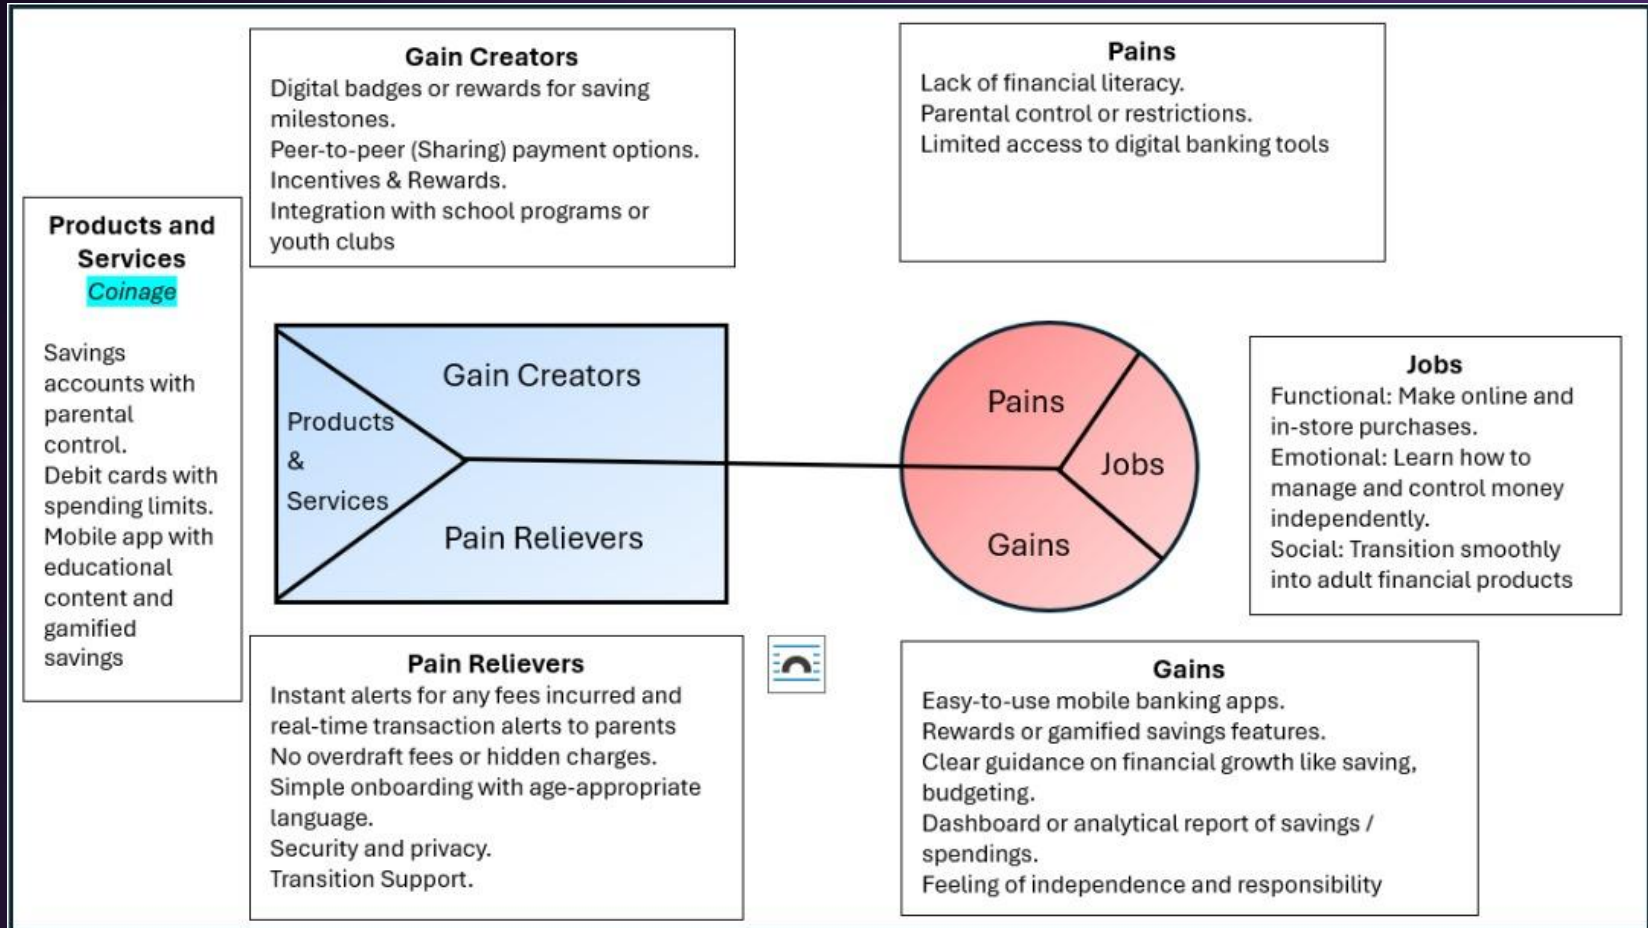 Gain Creators
Digital badges or rewards for saving
milestones.
Peer-to-peer (Sharing) payment options.
Incentives & Rewards.
Integration with school programs or
youth clubs
Pains
Lack of financial literacy.
Parental control or restrictions.
Limited access to digital banking tools
Products and
Services
Coinage
Savings
accounts with
parental
control.
Debit cards with
spending limits.
Mobile app with
educational
content and
gamified
savings
Gain Creators
Products
&
Services
Pain Relievers
Pains
Jobs
Gains
Jobs
Functional: Make online and
in-store purchases.
Emotional: Learn how to
manage and control money
independently.
Social: Transition smoothly
into adult financial products
Pain Relievers
Instant alerts for any fees incurred and
real-time transaction alerts to parents
No overdraft fees or hidden charges.
Simple onboarding with age-appropriate
language.
Security and privacy.
Transition Support.
Gains
Easy-to-use mobile banking apps.
Rewards or gamified savings features.
Clear guidance on financial growth like saving,
budgeting.
Dashboard or analytical report of savings /
spendings.
Feeling of independence and responsibility